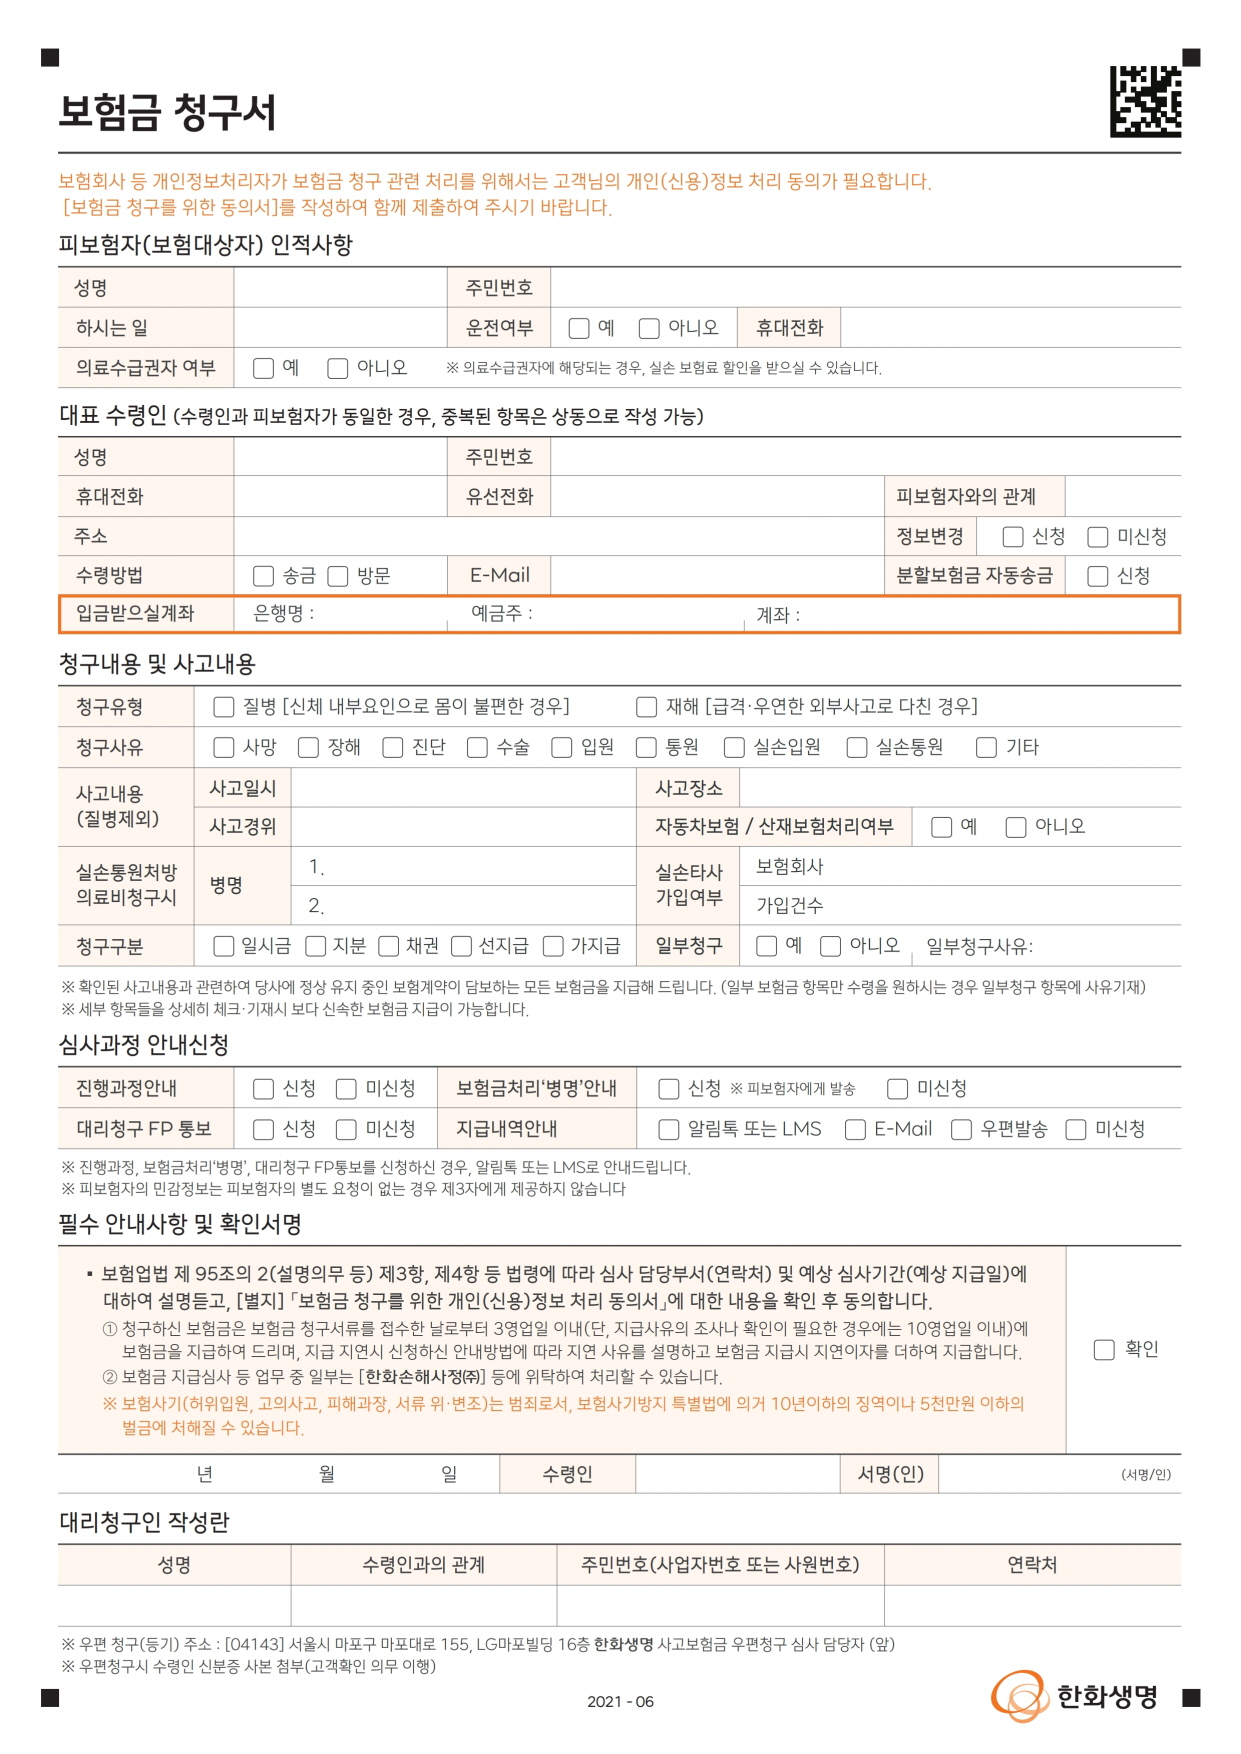 보험금 청구서
보험회사 등 개인정보처리자가 보험금 청구 관련 처리를 위해서는 고객님의 개인(신용)정보 처리 동의가 필요합니다.
[보험금 청구를 위한 동의서]를 작성하여 함께 제출하여 주시기 바랍니다.
피보험자(보험대상자) 인적사항
성명 주민번호
하시는 일 운전여부 예 아니오 휴대전화
의료수급권자 여부 예 아니오 ※ 의료수급권자에 해당되는 경우, 실손 보험료 할인을 받으실 수 있습니다.
대표 수령인 (수령인과 피보험자가 동일한 경우, 중복된 항목은 상동으로 작성 가능)
성명 주민번호
휴대전화 유선전화 피보험자와의 관계
주소 정보변경 신청 미신청
수령방법 송금 방문 E-Mail 분할보험금 자동송금 신청
입금받으실계좌 은행명 : 예금주 : 계좌 :
청구내용 및 사고내용
청구유형 질병 [신체 내부요인으로 몸이 불편한 경우] 재해 [급격·우연한 외부사고로 다친 경우]
청구사유 사망 장해 진단 수술 입원 통원 실손입원 실손통원 기타
사고내용 (질병제외) 사고일시 사고장소
사고경위 자동차보험 / 산재보험처리여부 예 아니오
실손통원처방 의료비청구시 병명 1. 실손타사 가입여부 보험회사
2. 가입건수
청구구분 일시금 지분 채권 선지급 가지급 일부청구 예 아니오 일부청구사유:
※ 확인된 사고내용과 관련하여 당사에 정상 유지 중인 보험계약이 담보하는 모든 보험금을 지급해 드립니다. (일부 보험금 항목만 수령을 원하시는 경우 일부청구 항목에 사유기재)
※ 세부 항목들을 상세히 체크·기재시 보다 신속한 보험금 지급이 가능합니다.
심사과정 안내신청
진행과정안내 신청 미신청 보험금처리‘병명’안내 신청 ※ 피보험자에게 발송 미신청
대리청구 FP 통보 신청 미신청 지급내역안내 알림톡 또는 LMS E-Mail 우편발송 미신청
※ 진행과정, 보험금처리‘병명’, 대리청구 FP통보를 신청하신 경우, 알림톡 또는 LMS로 안내드립니다.
※ 피보험자의 민감정보는 피보험자의 별도 요청이 없는 경우 제3자에게 제공하지 않습니다
필수 안내사항 및 확인서명
▪ 보험업법 제 95조의 2(설명의무 등) 제3항, 제4항 등 법령에 따라 심사 담당부서(연락처) 및 예상 심사기간(예상 지급일)에
대하여 설명듣고, [별지] ｢보험금 청구를 위한 개인(신용)정보 처리 동의서｣에 대한 내용을 확인 후 동의합니다.
① 청구하신 보험금은 보험금 청구서류를 접수한 날로부터 3영업일 이내(단, 지급사유의 조사나 확인이 필요한 경우에는 10영업일 이내)에
보험금을 지급하여 드리며, 지급 지연시 신청하신 안내방법에 따라 지연 사유를 설명하고 보험금 지급시 지연이자를 더하여 지급합니다.
확인
② 보험금 지급심사 등 업무 중 일부는 [한화손해사정㈜] 등에 위탁하여 처리할 수 있습니다.
※ 보험사기(허위입원, 고의사고, 피해과장, 서류 위·변조)는 범죄로서, 보험사기방지 특별법에 의거 10년이하의 징역이나 5천만원 이하의
벌금에 처해질 수 있습니다.
년 월 일 수령인 서명(인) (서명/인)
대리청구인 작성란
성명 수령인과의 관계 주민번호(사업자번호 또는 사원번호) 연락처
※ 우편 청구(등기) 주소 : [04143] 서울시 마포구 마포대로 155, LG마포빌딩 16층 한화생명 사고보험금 우편청구 심사 담당자 (앞)
※ 우편청구시 수령인 신분증 사본 첨부(고객확인 의무 이행)
2021 - 06
한화생명